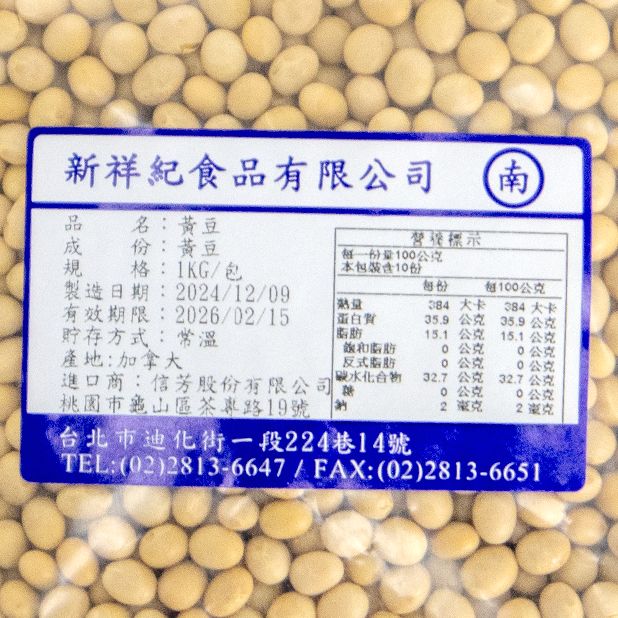 新祥紀食品有限公司 南
品名：黃豆
成份：黃豆
規格：1KG/包
製造日期：2024/12/09
有效期限：2026/02/15
貯存方式：常溫
產地:加拿大
進口商：信芳股份有限公司
桃園市龜山區茶專路19號
營養標示
每一份量100公克
本包裝含10份
每份 每100公克
熱量 384 大卡 384 大卡
蛋白質 35.9 公克 35.9 公克
脂肪 15.1 公克 15.1 公克
飽和脂肪 0 公克 0 公克
反式脂肪 0 公克 0 公克
碳水化合物 32.7 公克 32.7 公克
糖 0 公克 0 公克
鈉 2 毫克 2 毫克
台北市迪化街一段224巷14號
TEL:(02)2813-6647 / FAX:(02)2813-6651